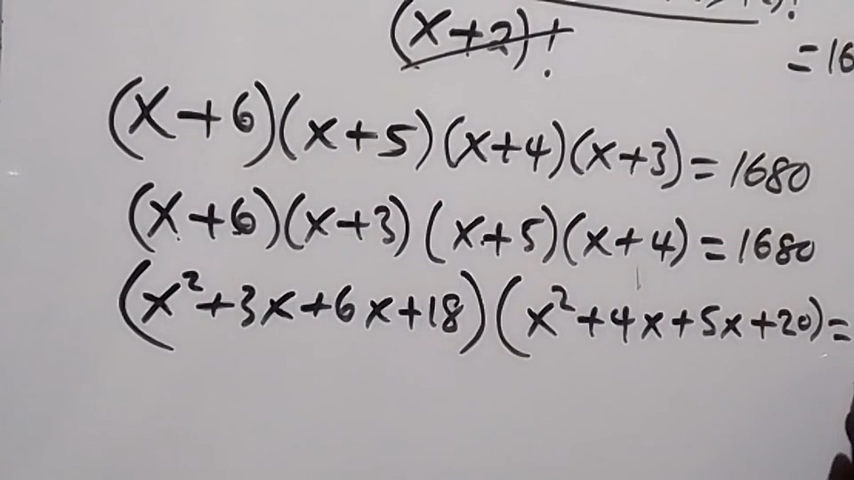 (x+2)!
= 16
(x+6)(x+5)(x+4)(x+3) = 1680
(x+6)(x+3)(x+5)(x+4) = 1680
(x²+3x+6x+18)(x²+4x+5x+20) =